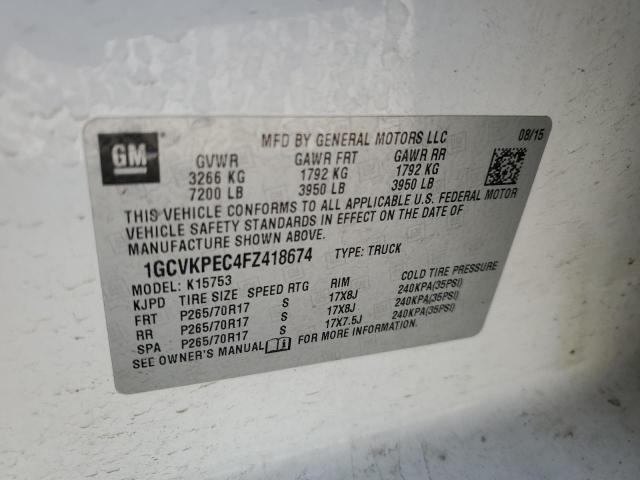 GM
MFD BY GENERAL MOTORS LLC 08/15
GVWR GAWR FRT GAWR RR
3266 KG 1792 KG 1792 KG
7200 LB 3950 LB 3950 LB
THIS VEHICLE CONFORMS TO ALL APPLICABLE U.S. FEDERAL MOTOR
VEHICLE SAFETY STANDARDS IN EFFECT ON THE DATE OF
MANUFACTURE SHOWN ABOVE.
1GCVKPEC4FZ418674 TYPE: TRUCK
MODEL: K15753
KJPD TIRE SIZE SPEED RTG RIM COLD TIRE PRESSURE
FRT P265/70R17 S 17X8J 240KPA(35PSI)
RR P265/70R17 S 17X8J 240KPA(35PSI)
SPA P265/70R17 S 17X7.5J 240KPA(35PSI)
SEE OWNER'S MANUAL FOR MORE INFORMATION.